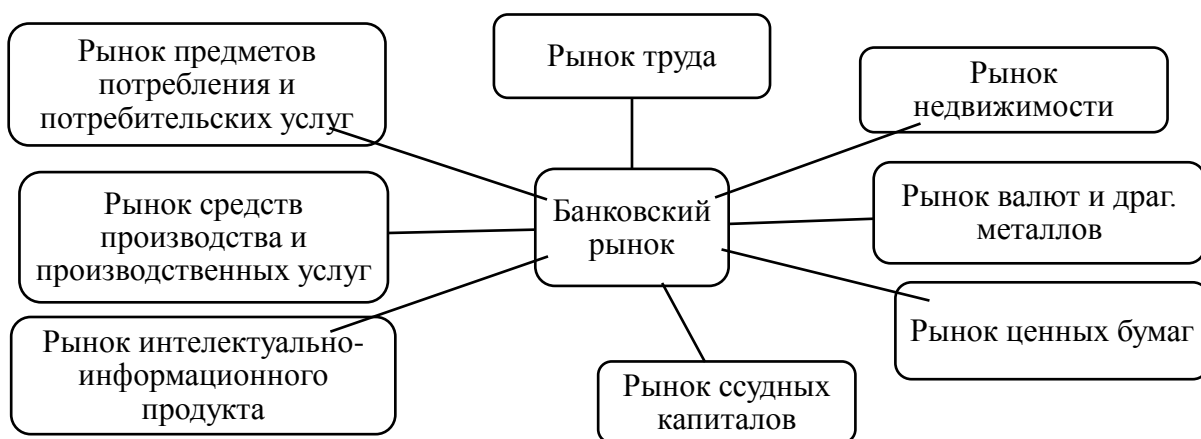 Рынок предметов
потребления и
потребительских услуг
Рынок труда
Рынок
недвижимости
Рынок средств
производства и
производственных услуг
Банковский
рынок
Рынок валют и драг.
металлов
Рынок интелектуально-
информационного
продукта
Рынок ссудных
капиталов
Рынок ценных бумаг